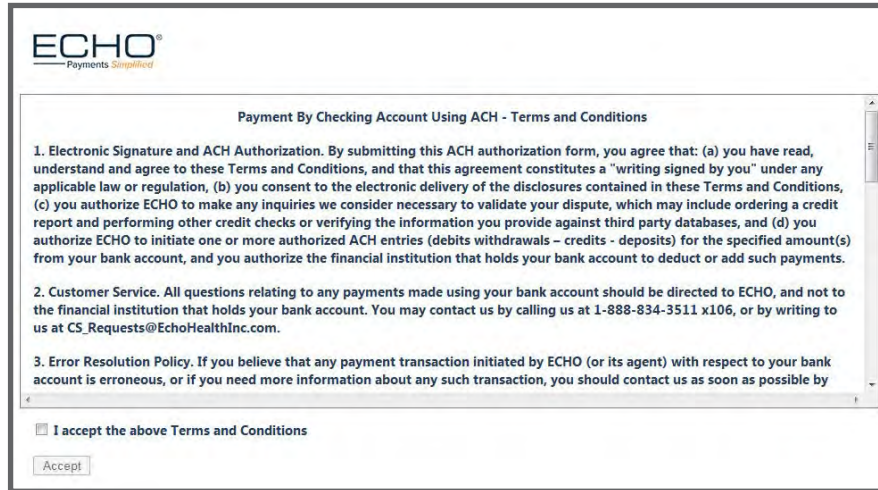 ECHO®
Payments Simplified
Payment By Checking Account Using ACH - Terms and Conditions
1. Electronic Signature and ACH Authorization. By submitting this ACH authorization form, you agree that: (a) you have read,
understand and agree to these Terms and Conditions, and that this agreement constitutes a "writing signed by you" under any
applicable law or regulation, (b) you consent to the electronic delivery of the disclosures contained in these Terms and Conditions,
(c) you authorize ECHO to make any inquiries we consider necessary to validate your dispute, which may include ordering a credit
report and performing other credit checks or verifying the information you provide against third party databases, and (d) you
authorize ECHO to initiate one or more authorized ACH entries (debits withdrawals – credits - deposits) for the specified amount(s)
from your bank account, and you authorize the financial institution that holds your bank account to deduct or add such payments.
2. Customer Service. All questions relating to any payments made using your bank account should be directed to ECHO, and not to
the financial institution that holds your bank account. You may contact us by calling us at 1-888-834-3511 x106, or by writing to
us at CS_Requests@EchoHealthInc.com.
3. Error Resolution Policy. If you believe that any payment transaction initiated by ECHO (or its agent) with respect to your bank
account is erroneous, or if you need more information about any such transaction, you should contact us as soon as possible by
I accept the above Terms and Conditions
Accept